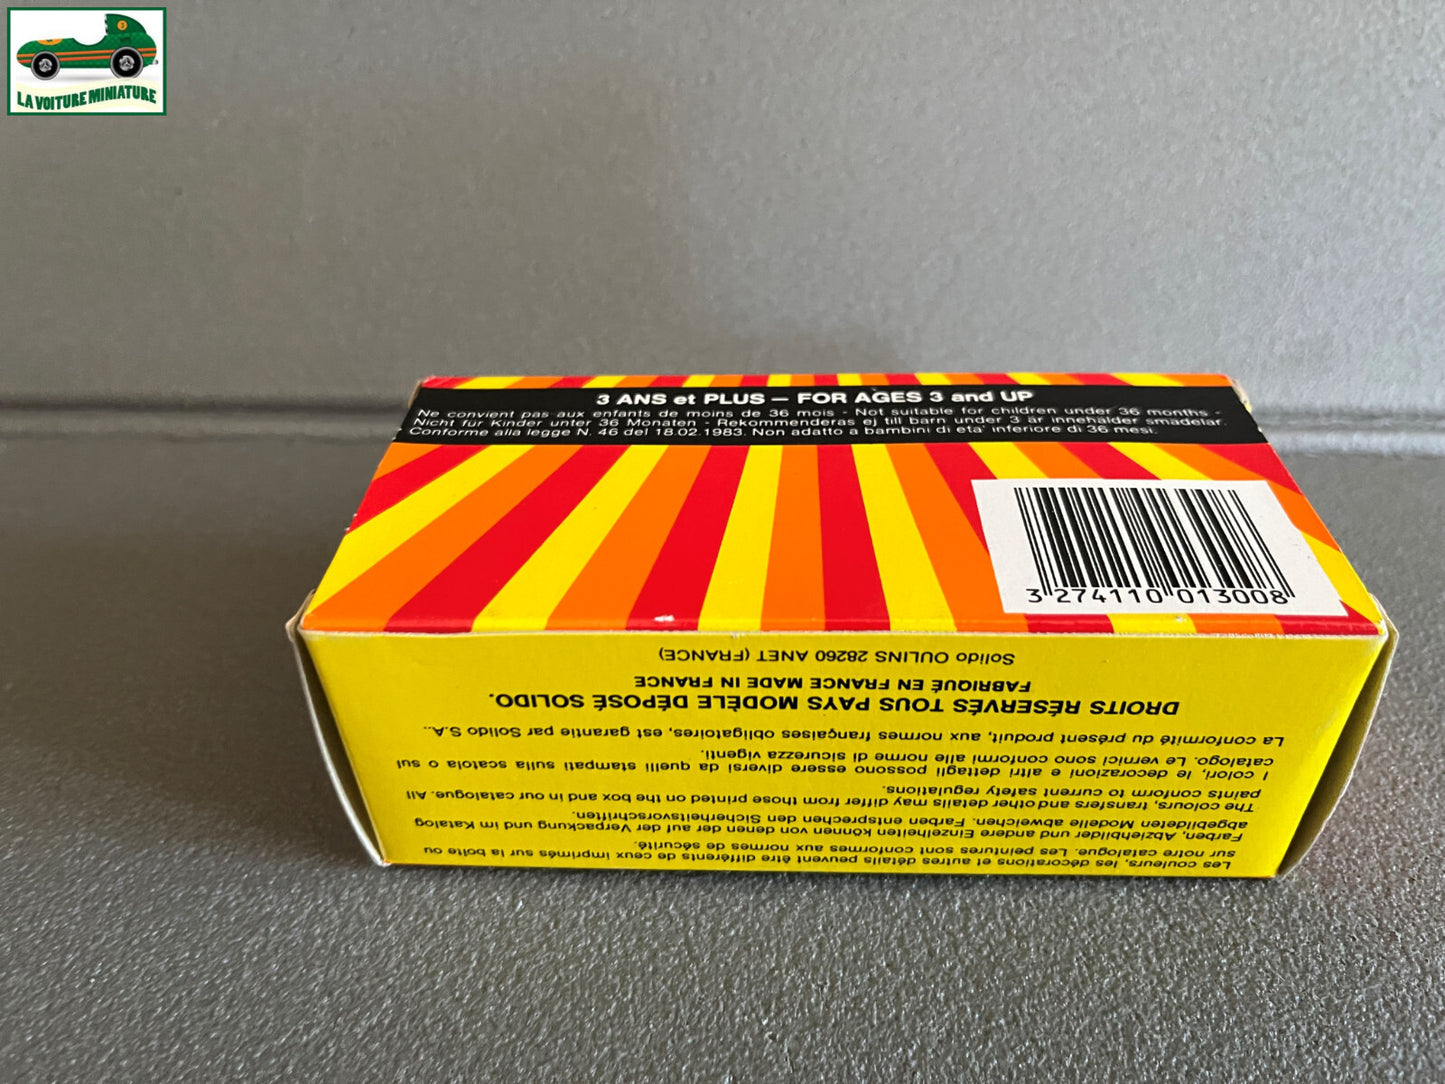 LA VOITURE MINIATURE
3 ANS et PLUS – FOR AGES 3 and UP
Ne convient pas aux enfants de moins de 36 mois - Not suitable for children under 36 months -
Nicht für Kinder unter 36 Monaten - Rekommenderas ej till barn under 3 år innehåller smådelar.
Conforme alla legge N. 46 del 18.02.1983. Non adatto a bambini di eta' inferiore di 36 mesi.
3 274110 013008
Les couleurs, les décorations et autres détails peuvent être différents de ceux imprimés sur la boîte ou
sur notre catalogue. Les peintures sont conformes aux normes de sécurité.
Farben, Abziehbilder und andere Einzelheiten können von denen der auf der Verpackung und im Katalog
abgebildeten Modelle abweichen. Farben entsprechen den Sicherheitsvorschriften.
The colours, transfers and other details may differ from those printed on the box and in our catalogue. All
paints conform to current safety regulations.
I colori, le decorazioni e altri dettagli possono essere diversi da quelli stampati sulla scatola o sul
catalogo. Le vernici sono conformi alle norme di sicurezza vigenti.
La conformité du présent produit, aux normes françaises obligatoires, est garantie par Solido S.A..
DROITS RÉSERVÉS TOUS PAYS MODÈLE DÉPOSÉ SOLIDO.
FABRIQUÉ EN FRANCE MADE IN FRANCE
Solido OULINS 28260 ANET (FRANCE)